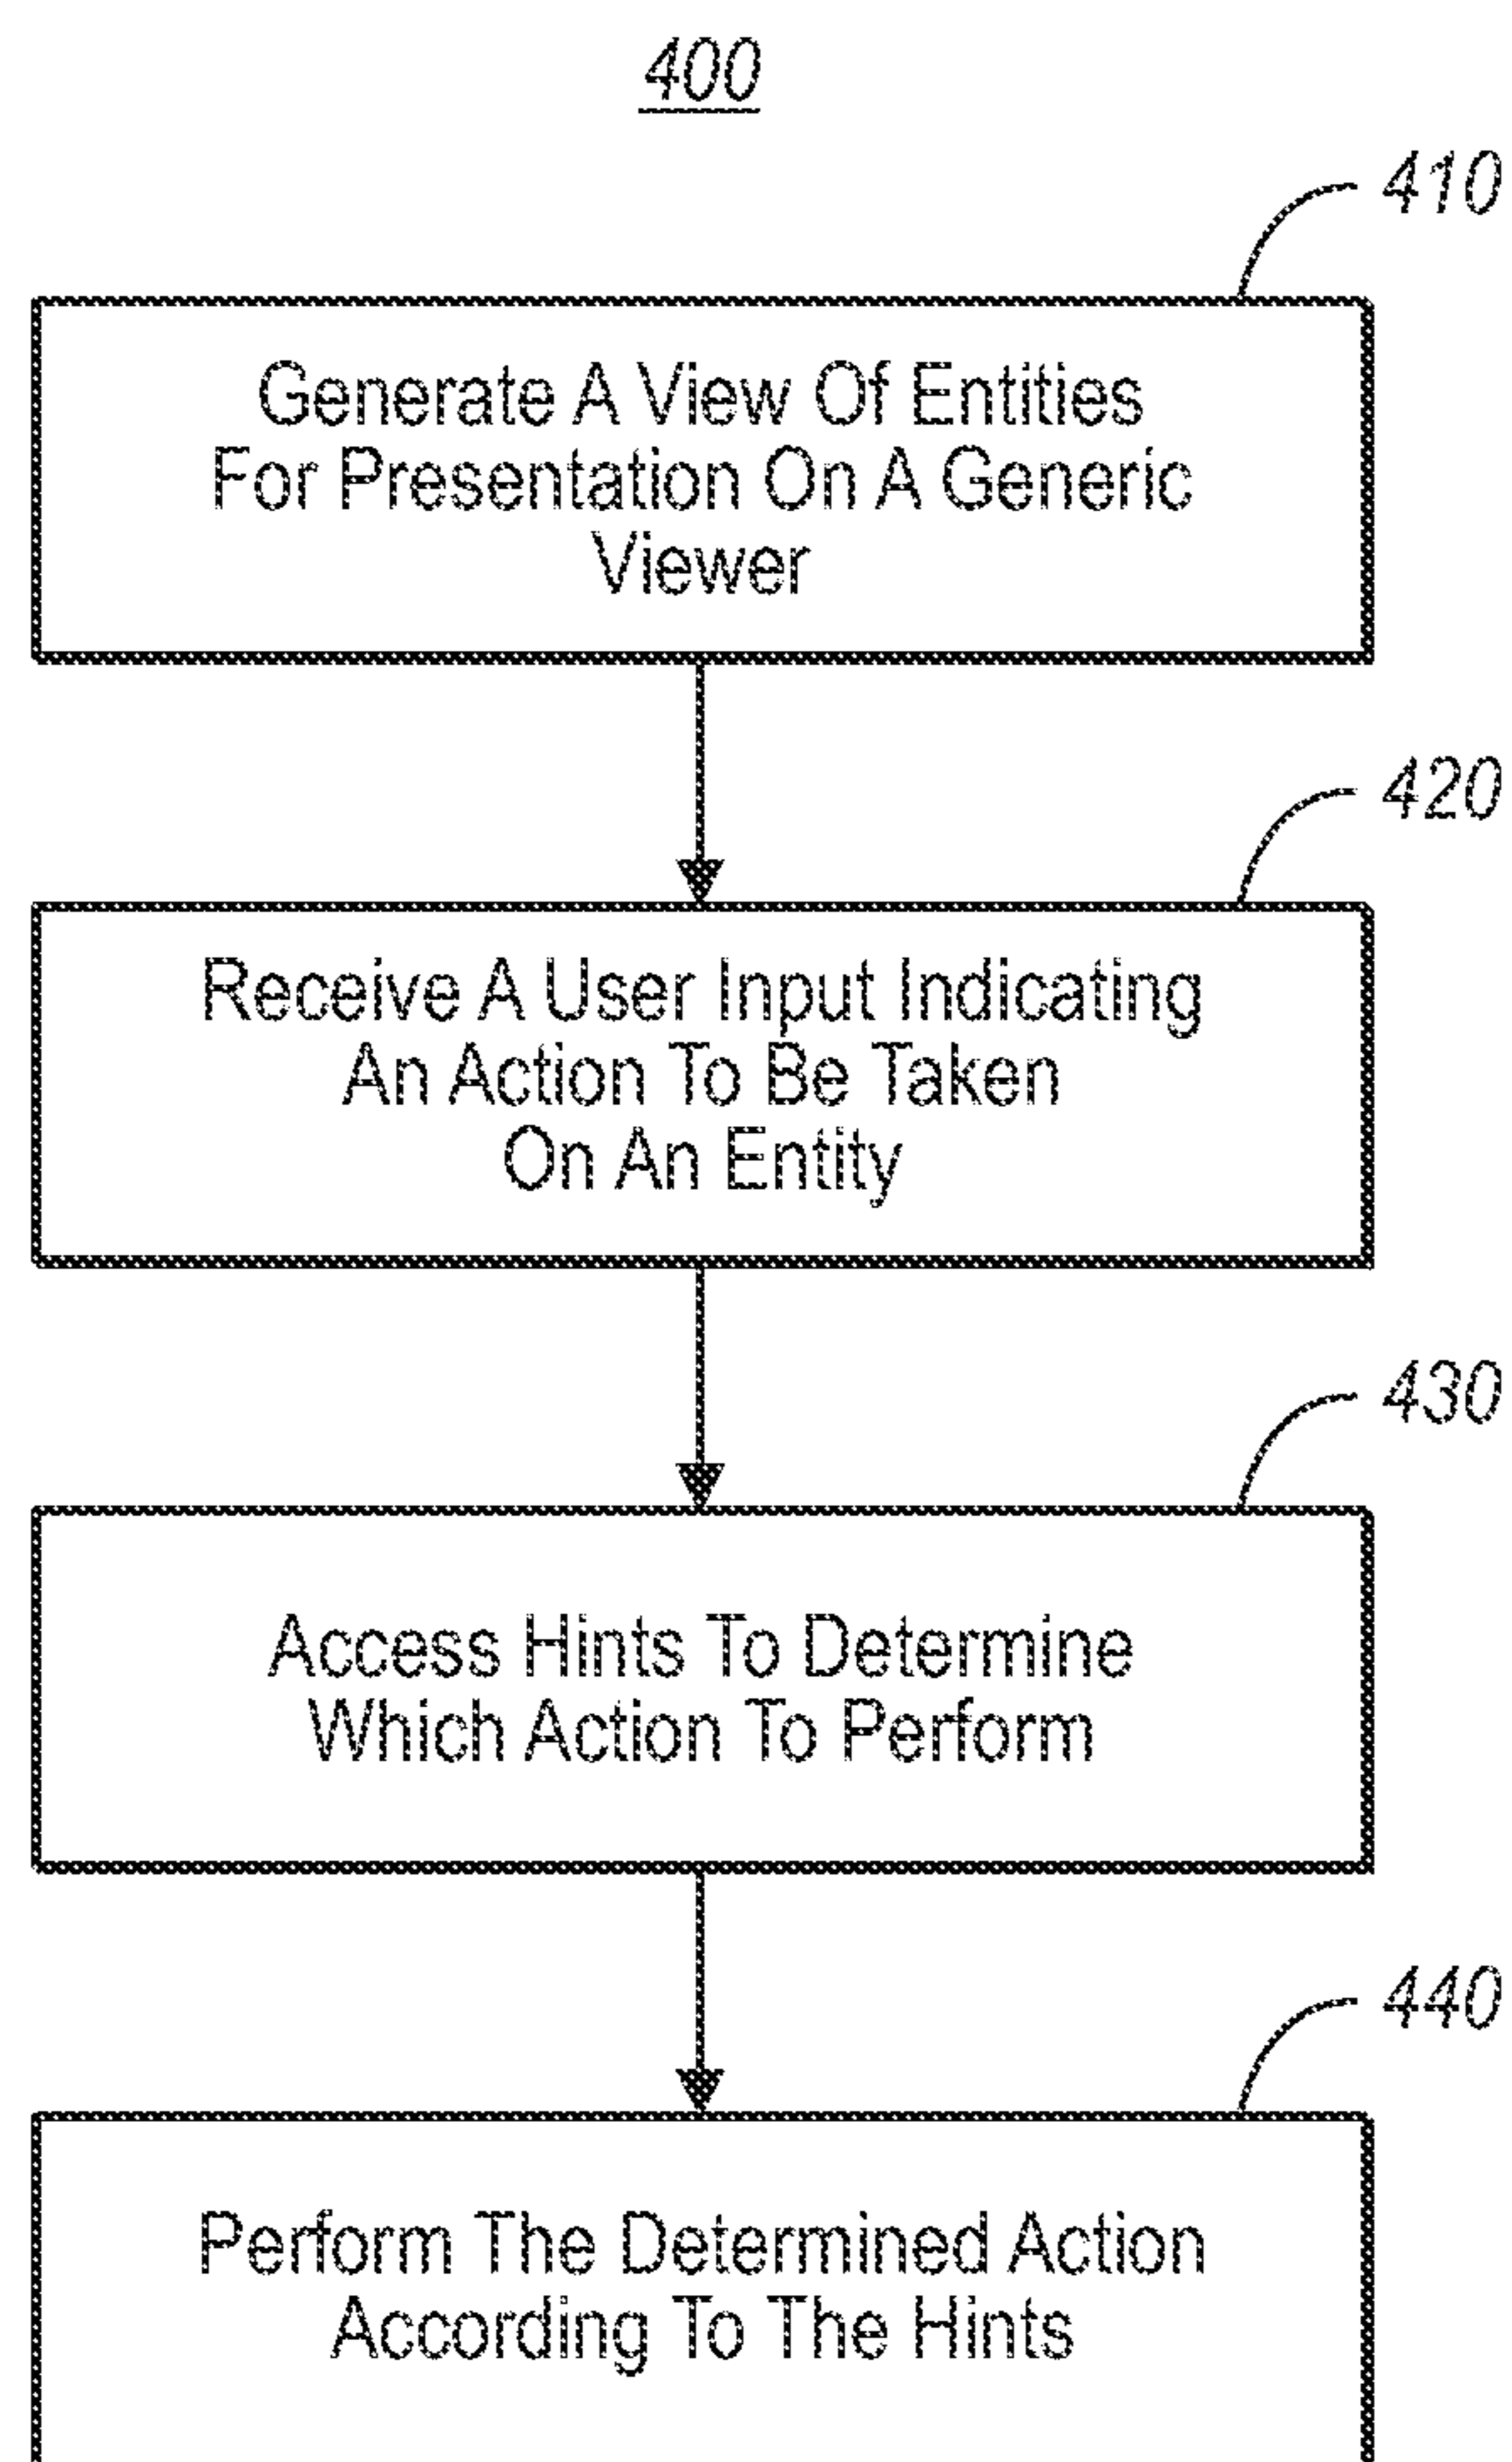 400
410
Generate A View Of Entities
For Presentation On A Generic
Viewer
420
Receive A User Input Indicating
An Action To Be Taken
On An Entity
430
Access Hints To Determine
Which Action To Perform
440
Perform The Determined Action
According To The Hints